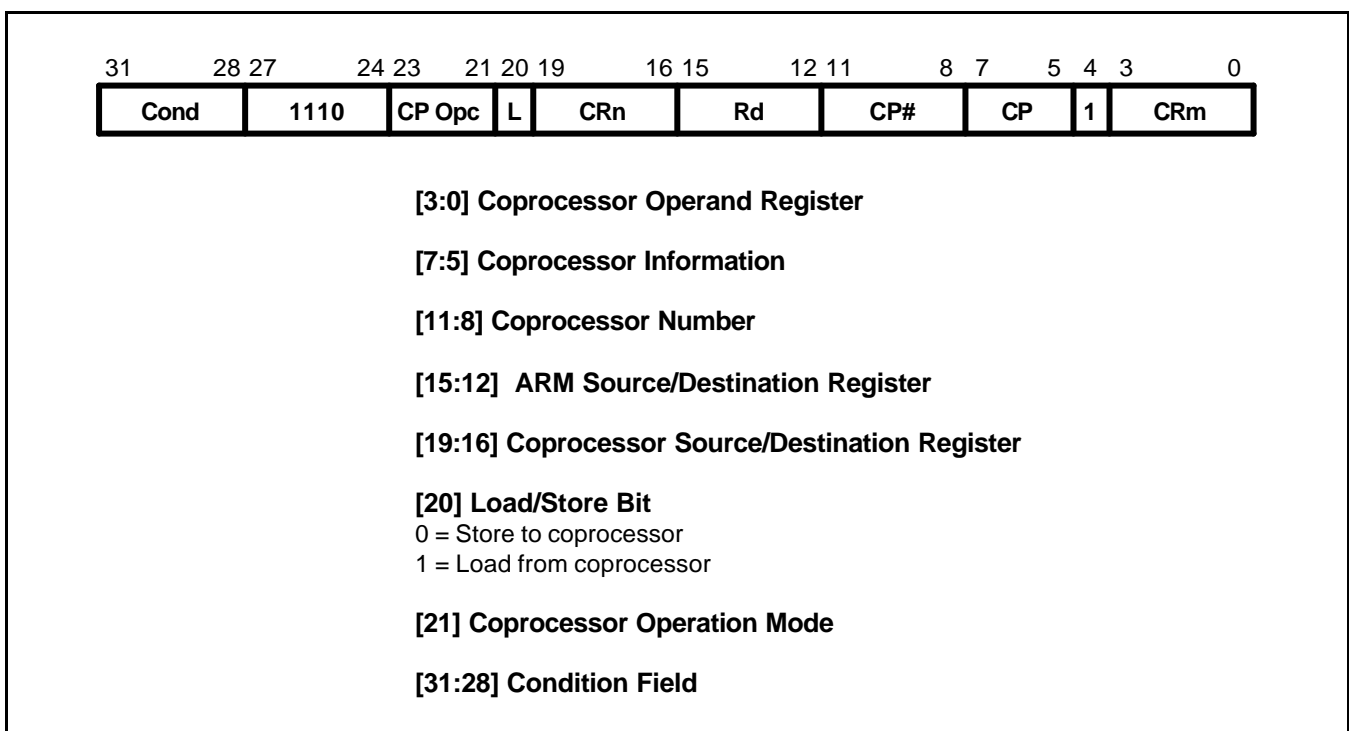 31 28 27 24 23 21 20 19 16 15 12 11 8 7 5 4 3 0
Cond 1110 CP Opc L CRn Rd CP# CP 1 CRm
[3:0] Coprocessor Operand Register
[7:5] Coprocessor Information
[11:8] Coprocessor Number
[15:12] ARM Source/Destination Register
[19:16] Coprocessor Source/Destination Register
[20] Load/Store Bit
0 = Store to coprocessor
1 = Load from coprocessor
[21] Coprocessor Operation Mode
[31:28] Condition Field